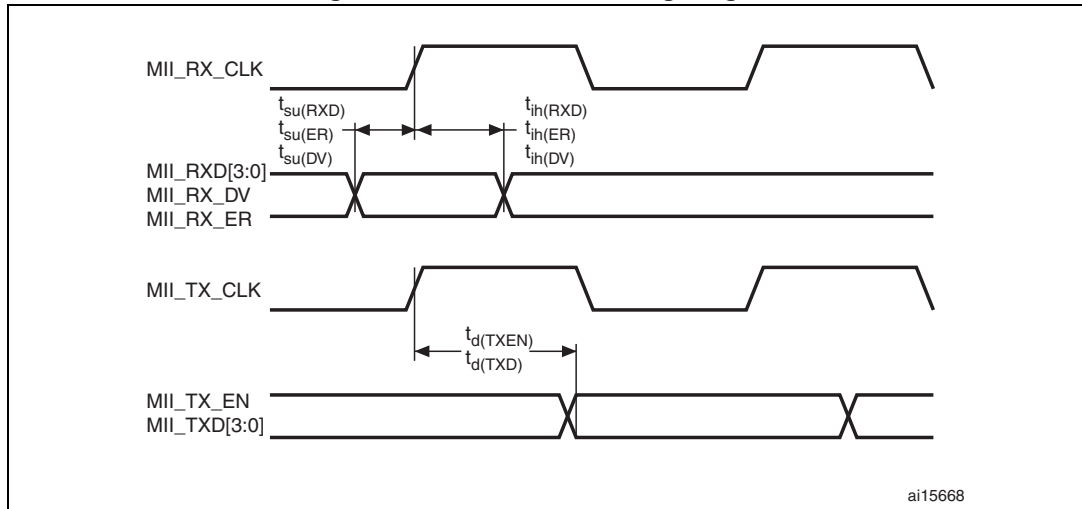 MII_RX_CLK
tsu(RXD)
tsu(ER)
tsu(DV)
tih(RXD)
tih(ER)
tih(DV)
MII_RXD[3:0]
MII_RX_DV
MII_RX_ER
MII_TX_CLK
td(TXEN)
td(TXD)
MII_TX_EN
MII_TXD[3:0]
ai15668